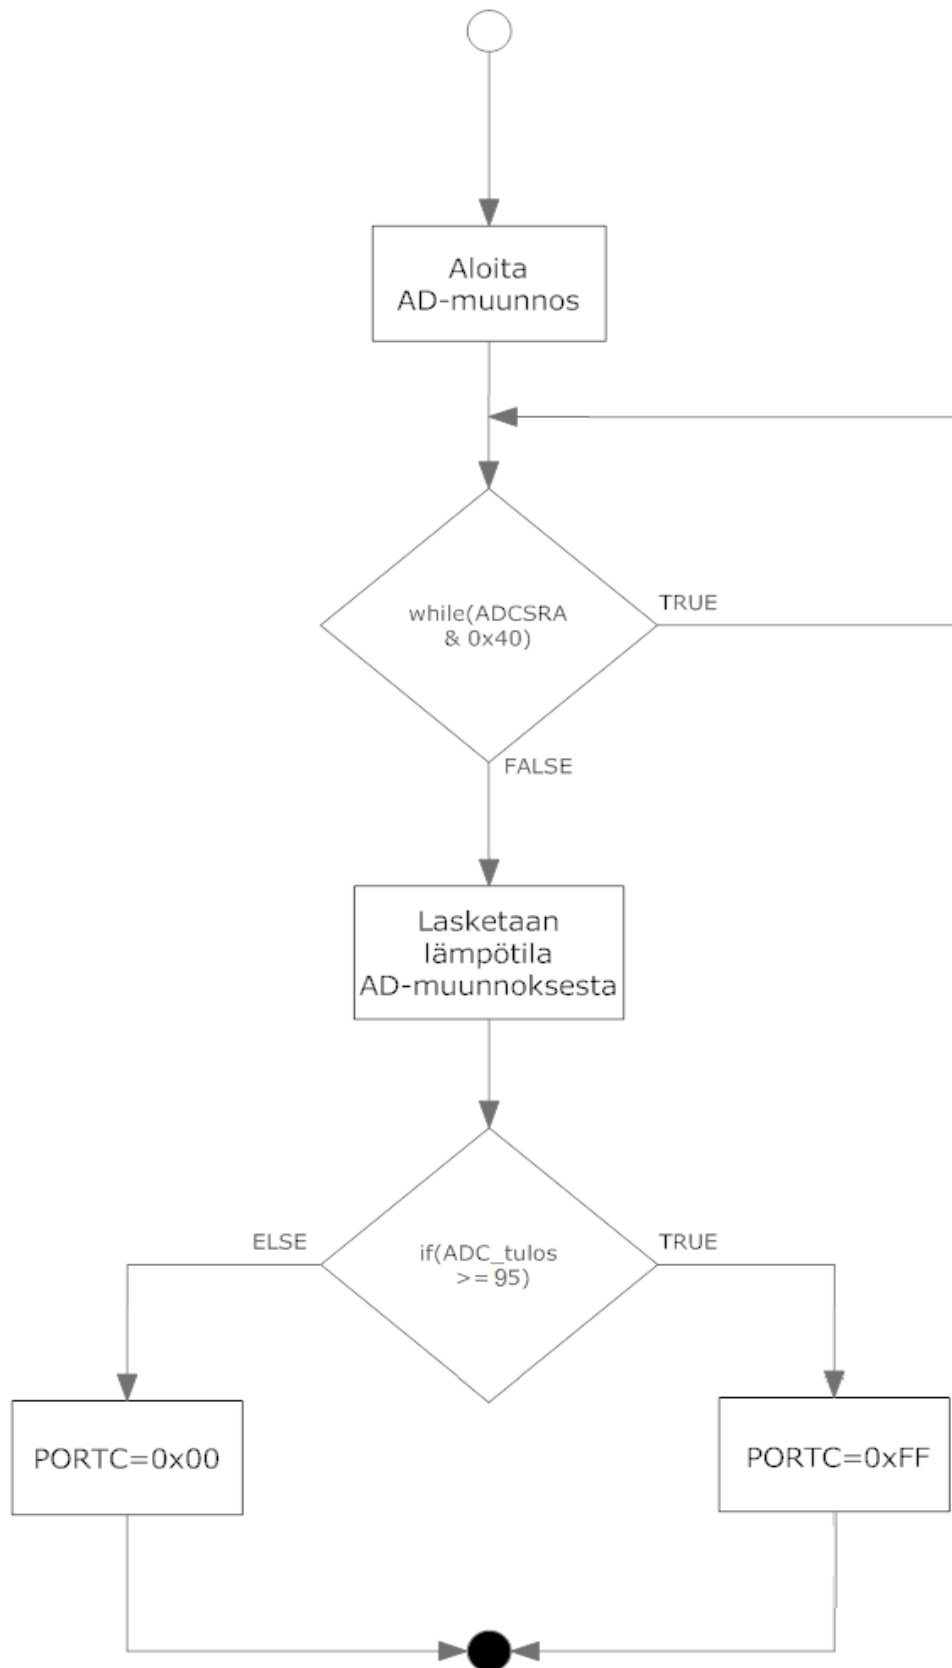 Aloita
AD-muunnos
while(ADCSRA
& 0x40)
TRUE
FALSE
Lasketaan
lämpötila
AD-muunnoksesta
ELSE
if(ADC_tulos
>=95)
TRUE
PORTC=0x00
PORTC=0xFF